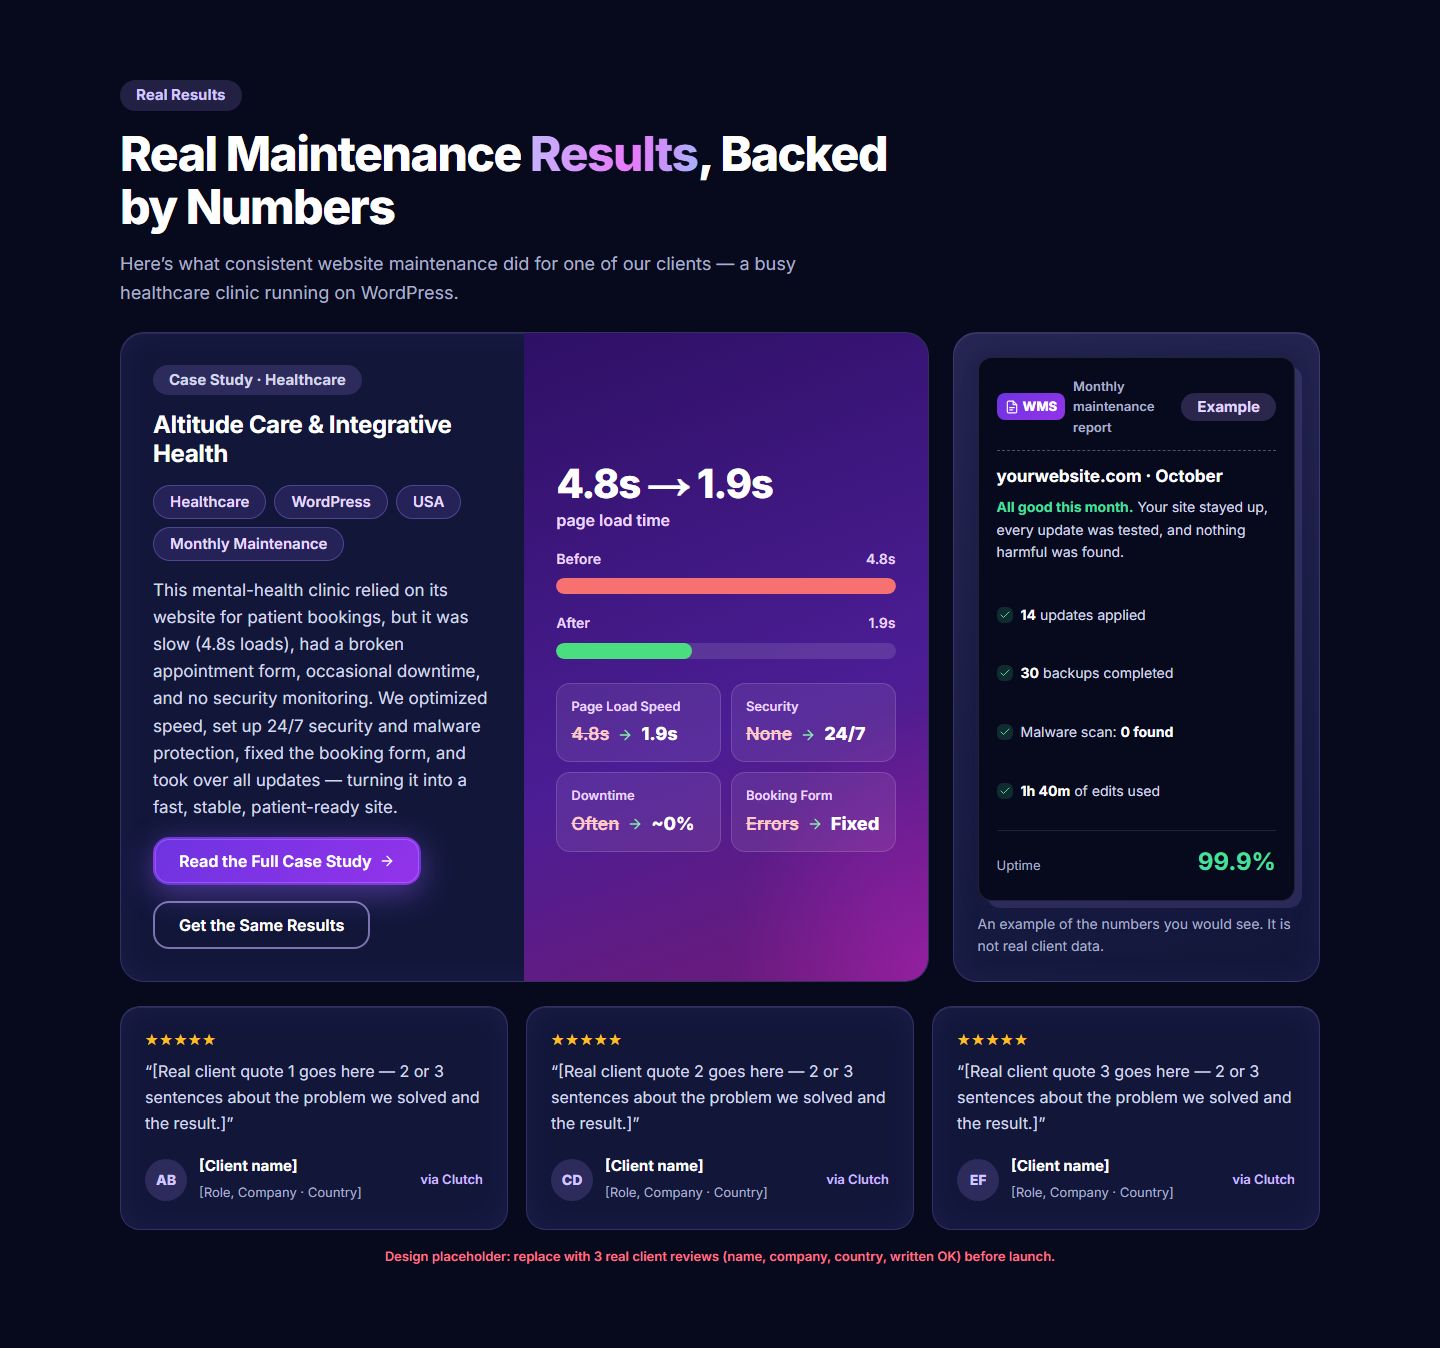 Real Results
Real Maintenance Results, Backed
by Numbers
Here’s what consistent website maintenance did for one of our clients — a busy
healthcare clinic running on WordPress.
Case Study · Healthcare
Altitude Care & Integrative
Health
Healthcare
WordPress
USA
Monthly Maintenance
This mental-health clinic relied on its
website for patient bookings, but it was
slow (4.8s loads), had a broken
appointment form, occasional downtime,
and no security monitoring. We optimized
speed, set up 24/7 security and malware
protection, fixed the booking form, and
took over all updates — turning it into a
fast, stable, patient-ready site.
Read the Full Case Study →
Get the Same Results
4.8s → 1.9s
page load time
Before 4.8s
After 1.9s
Page Load Speed
4.8s → 1.9s
Security
None → 24/7
Downtime
Often → ~0%
Booking Form
Errors → Fixed
WMS
Monthly
maintenance
report
Example
yourwebsite.com · October
All good this month. Your site stayed up,
every update was tested, and nothing
harmful was found.
14 updates applied
30 backups completed
Malware scan: 0 found
1h 40m of edits used
Uptime 99.9%
An example of the numbers you would see. It is
not real client data.
★★★★★
“[Real client quote 1 goes here — 2 or 3
sentences about the problem we solved and
the result.]”
AB
[Client name]
[Role, Company · Country]
via Clutch
★★★★★
“[Real client quote 2 goes here — 2 or 3
sentences about the problem we solved and
the result.]”
CD
[Client name]
[Role, Company · Country]
via Clutch
★★★★★
“[Real client quote 3 goes here — 2 or 3
sentences about the problem we solved and
the result.]”
EF
[Client name]
[Role, Company · Country]
via Clutch
Design placeholder: replace with 3 real client reviews (name, company, country, written OK) before launch.